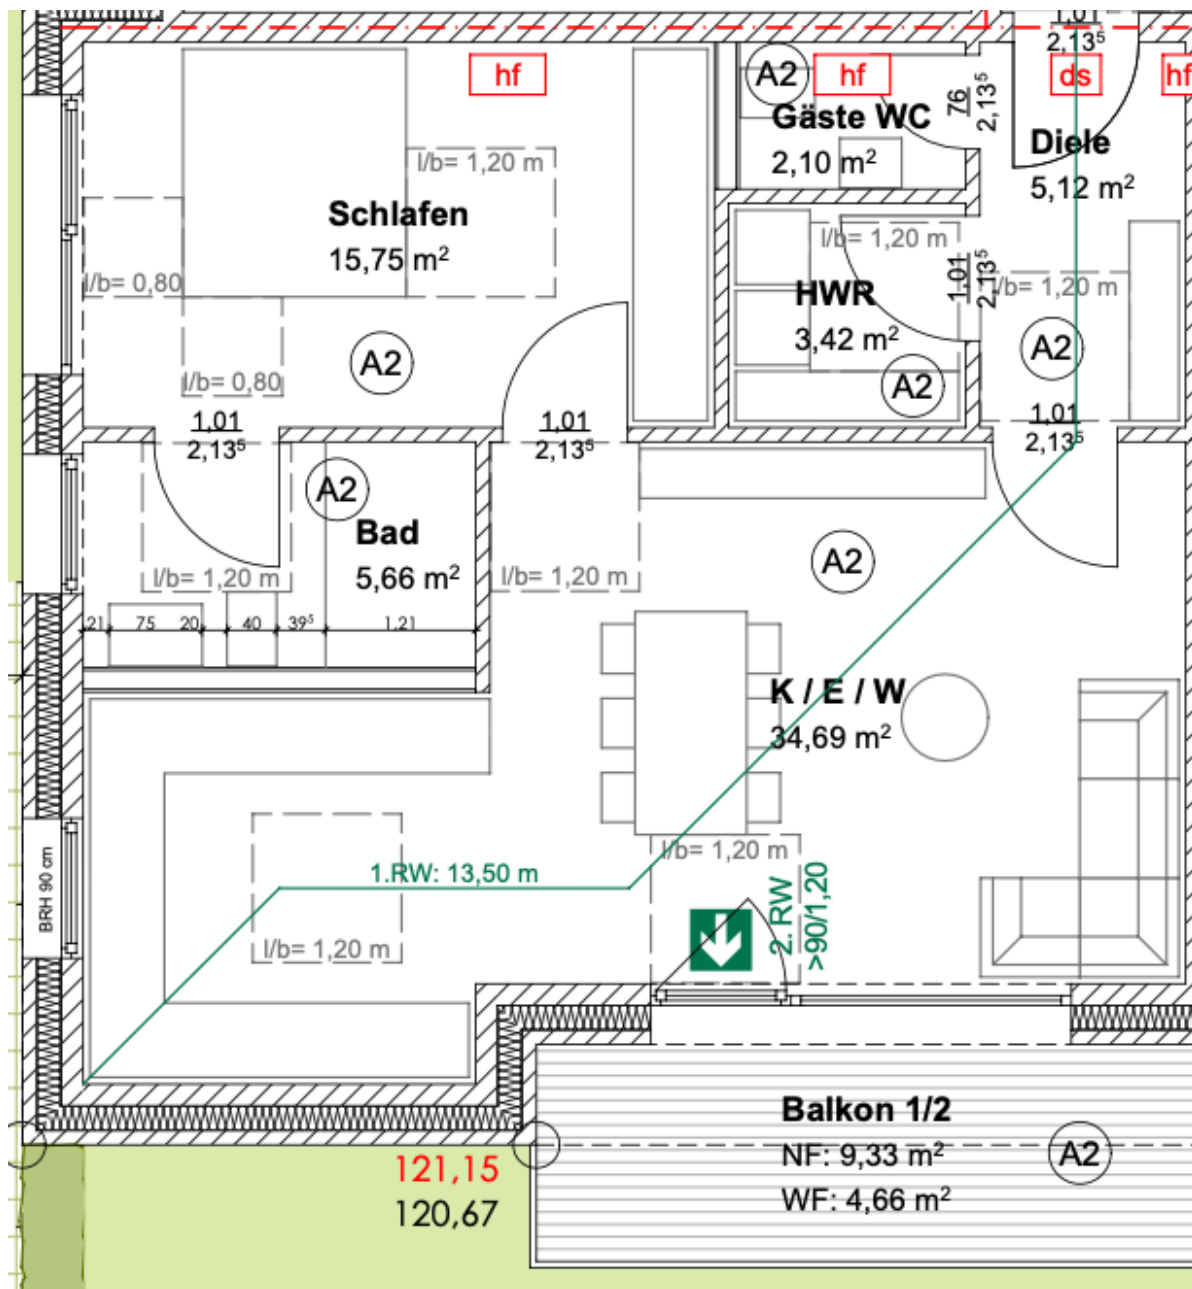 1,01
2,13⁵
hf
A2
hf
ds
hf
Gäste WC
2,10 m²
76
2,13⁵
Diele
5,12 m²
l/b= 1,20 m
Schlafen
15,75 m²
l/b= 0,80
l/b= 0,80
A2
l/b= 1,20 m
HWR
3,42 m²
A2
1,01
2,13⁵
l/b= 1,20 m
A2
1,01
2,13⁵
1,01
2,13⁵
1,01
2,13⁵
A2
Bad
5,66 m²
l/b= 1,20 m
l/b= 1,20 m
A2
21
75
20
40
39⁵
1,21
K / E / W
34,69 m²
l/b= 1,20 m
1.RW: 13,50 m
2. RW
>90/1,20
BRH 90 cm
l/b= 1,20 m
Balkon 1/2
NF: 9,33 m²
WF: 4,66 m²
A2
121,15
120,67